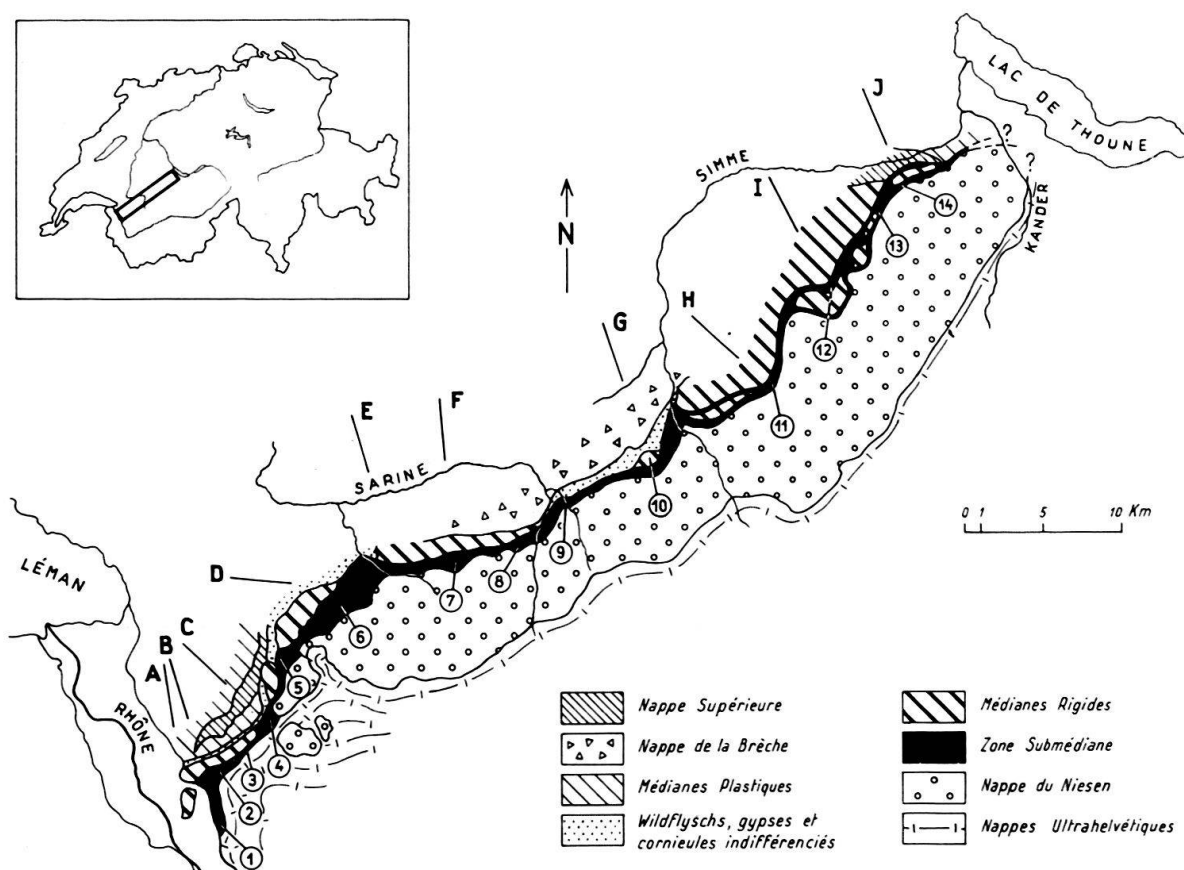 LAC DE THOUNE
J
SIMME
I
?
?
KANDER
14
13
N
H
12
G
11
E
F
SARINE
10
0 1 5 10 Km
9
LÉMAN
D
8
7
6
C
B
A
5
RHÔNE
4
3
2
1
Nappe Supérieure
Nappe de la Brèche
Médianes Plastiques
Wildflyschs, gypses et
cornieules indifférenciés
Médianes Rigides
Zone Submédiane
Nappe du Niesen
Nappes Ultrahelvétiques